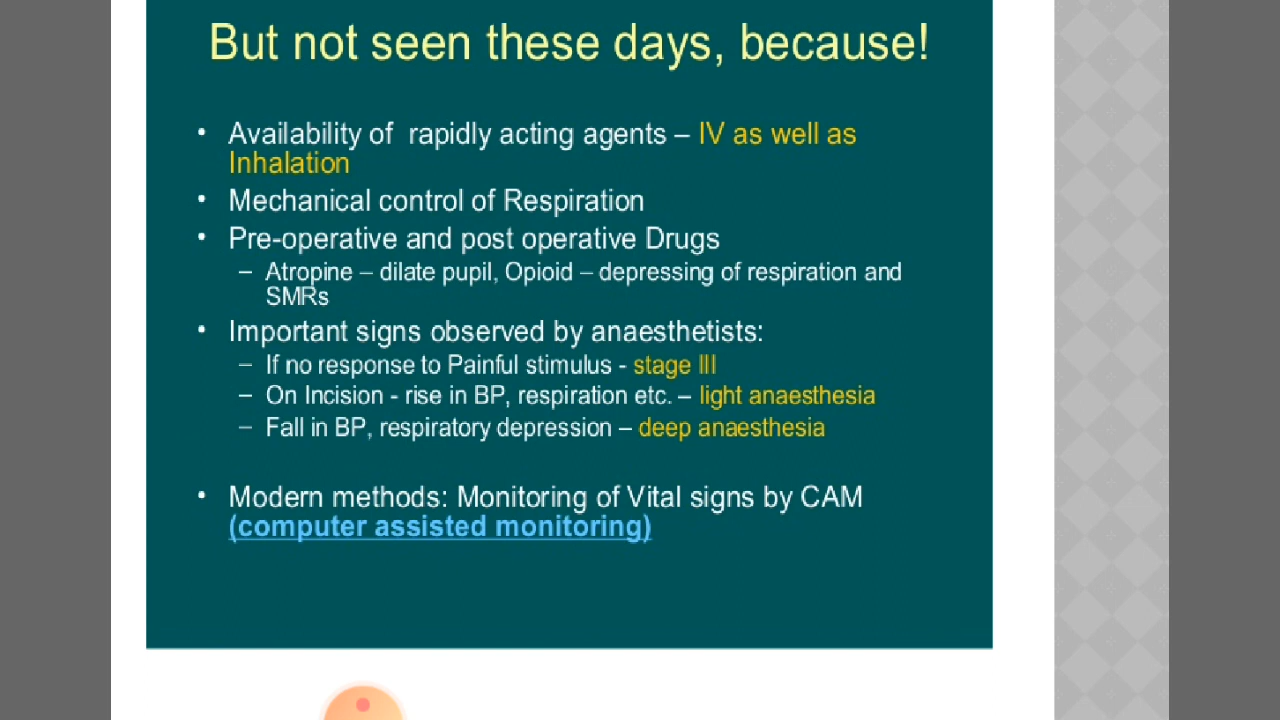 But not seen these days, because!
• Availability of rapidly acting agents – IV as well as
Inhalation
• Mechanical control of Respiration
• Pre-operative and post operative Drugs
– Atropine – dilate pupil, Opioid – depressing of respiration and
SMRs
• Important signs observed by anaesthetists:
– If no response to Painful stimulus - stage III
– On Incision - rise in BP, respiration etc. – light anaesthesia
– Fall in BP, respiratory depression – deep anaesthesia
• Modern methods: Monitoring of Vital signs by CAM
(computer assisted monitoring)